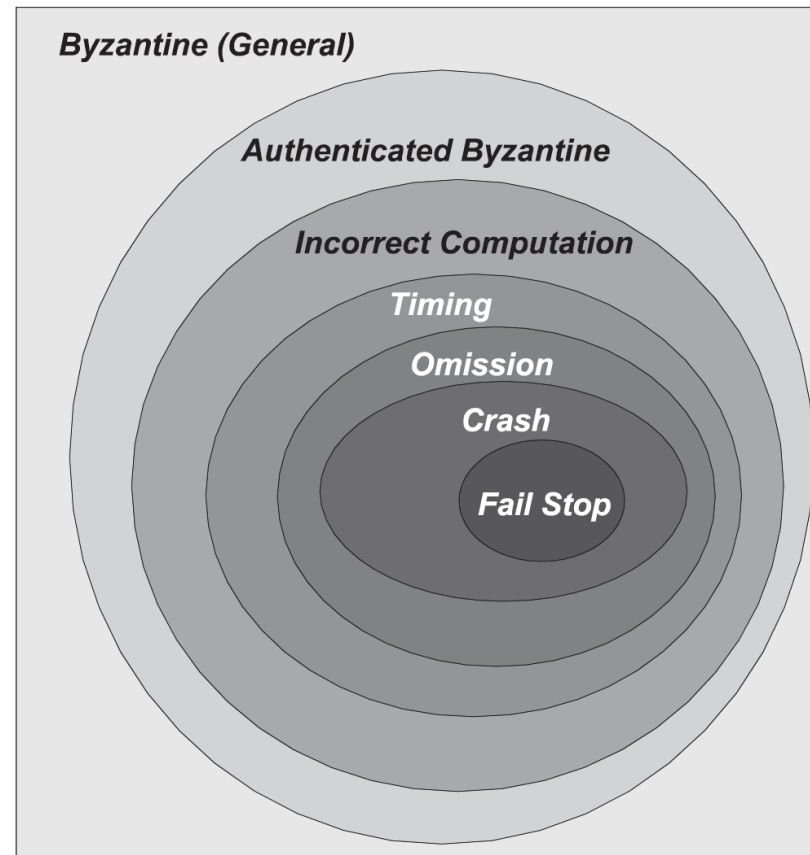 Byzantine (General)
Authenticated Byzantine
Incorrect Computation
Timing
Omission
Crash
Fail Stop